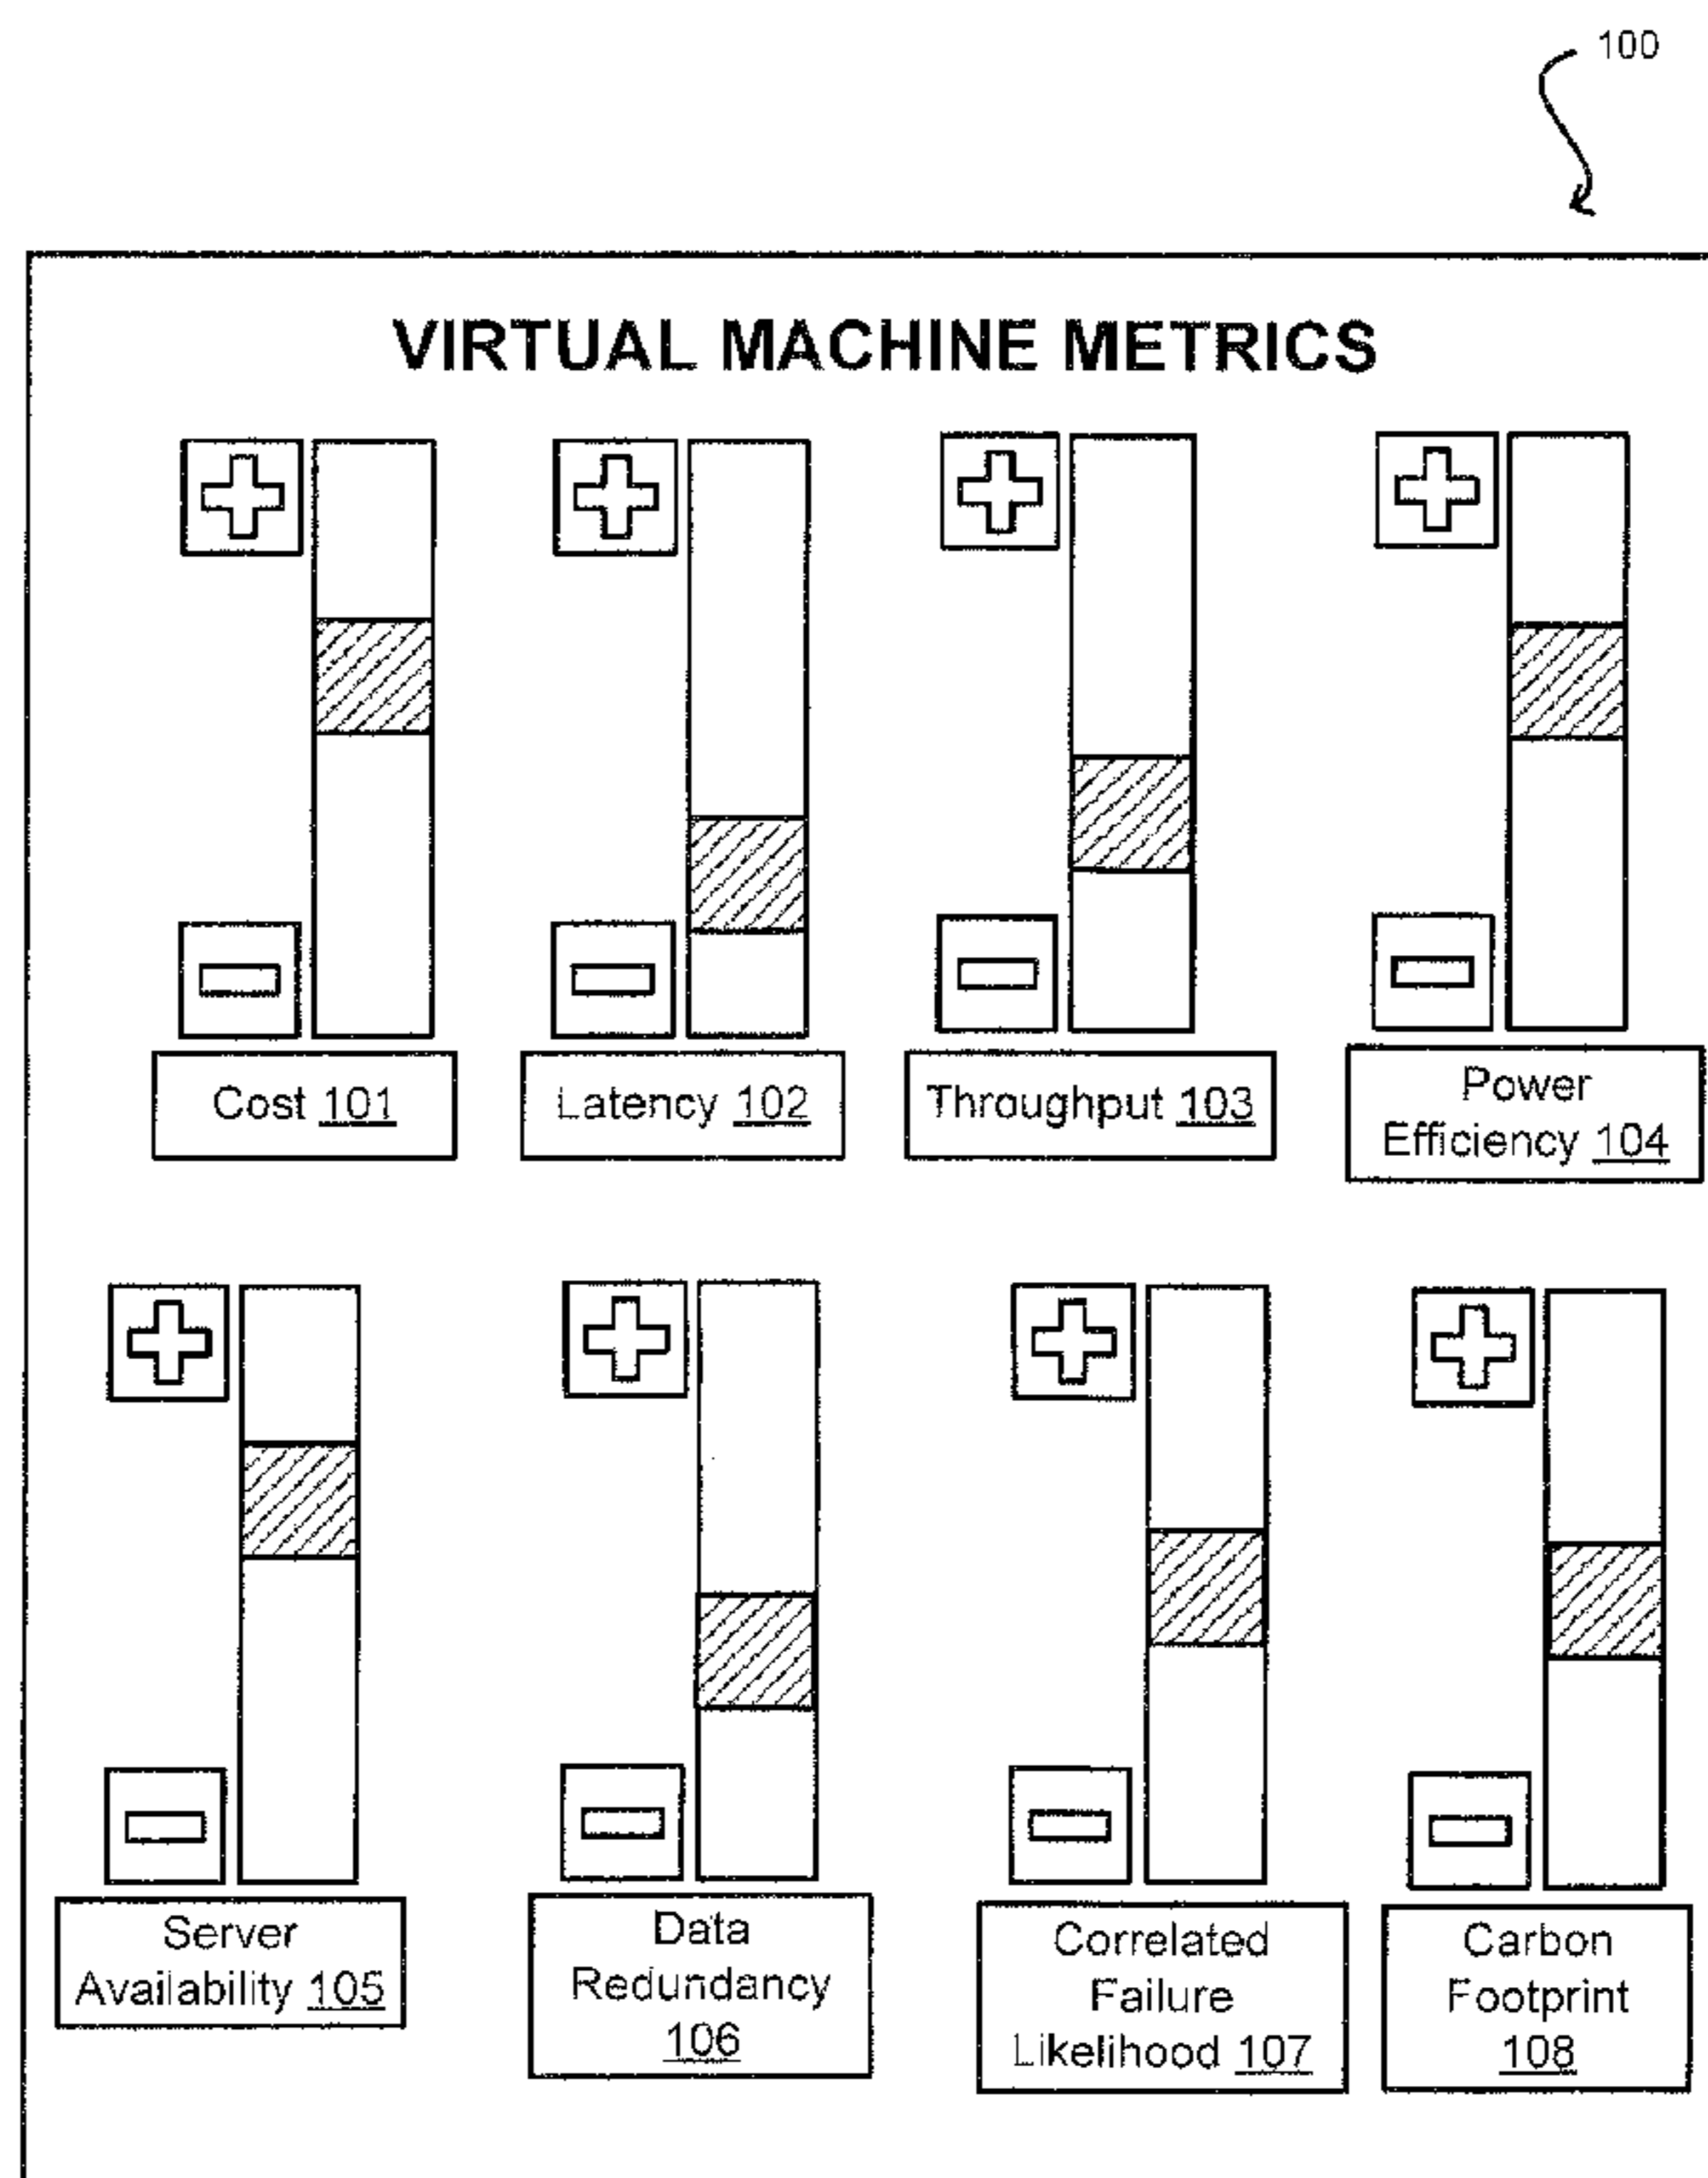 100
VIRTUAL MACHINE METRICS
Cost 101
Latency 102
Throughput 103
Power
Efficiency 104
Server
Availability 105
Data
Redundancy
106
Correlated
Failure
Likelihood 107
Carbon
Footprint
108